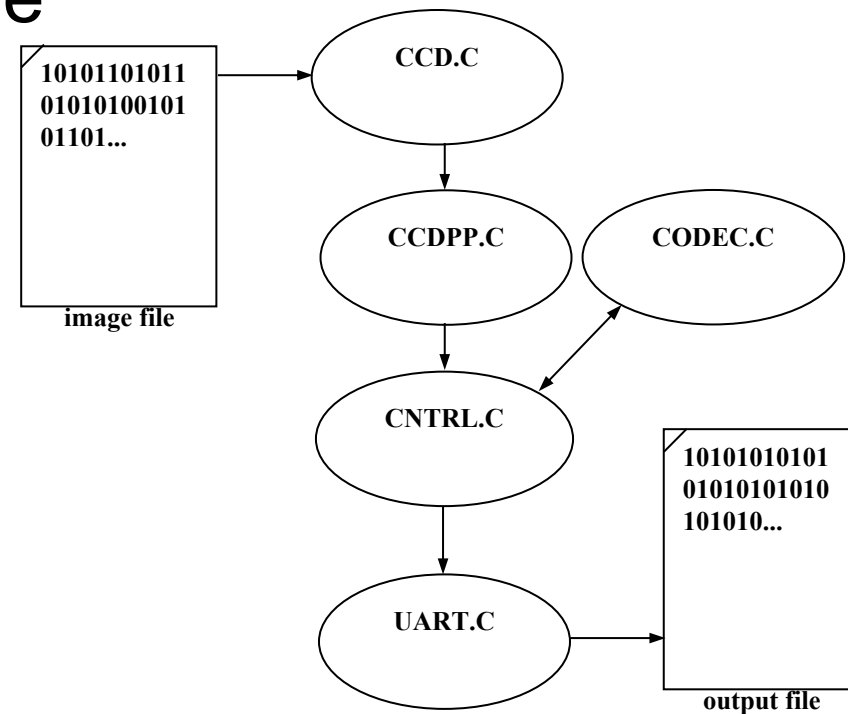 e
10101101011
01010100101
01101...
image file
CCD.C
CCDPP.C
CODEC.C
CNTRL.C
UART.C
10101010101
01010101010
101010...
output file